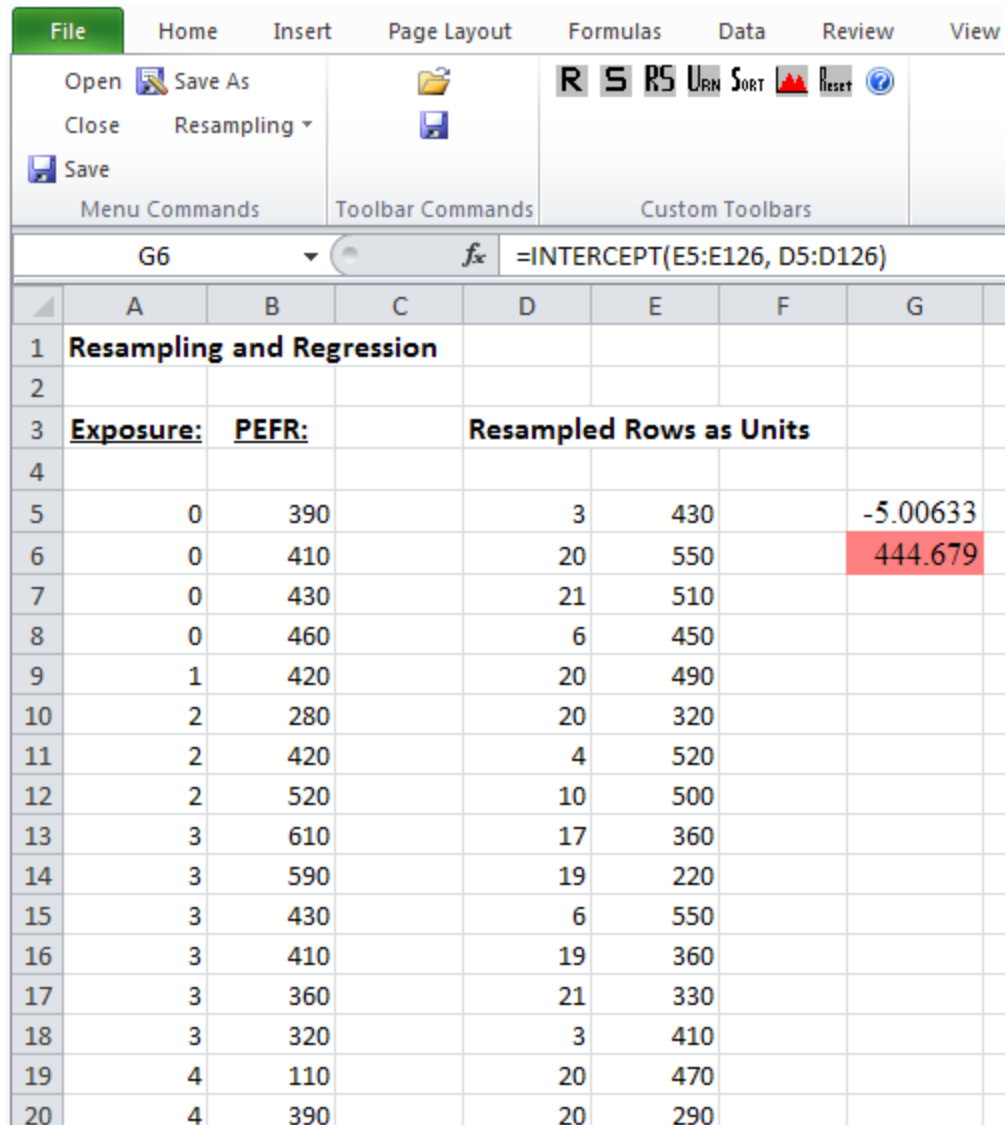 File Home Insert Page Layout Formulas Data Review View
Open Save As R S RS URN SORT Reset ?
Close Resampling
Save
Menu Commands Toolbar Commands Custom Toolbars
G6 fx =INTERCEPT(E5:E126, D5:D126)
A B C D E F G
1 Resampling and Regression
2
3 Exposure: PEFR: Resampled Rows as Units
4
5 0 390 3 430 -5.00633
6 0 410 20 550 444.679
7 0 430 21 510
8 0 460 6 450
9 1 420 20 490
10 2 280 20 320
11 2 420 4 520
12 2 520 10 500
13 3 610 17 360
14 3 590 19 220
15 3 430 6 550
16 3 410 19 360
17 3 360 21 330
18 3 320 3 410
19 4 110 20 470
20 4 390 20 290